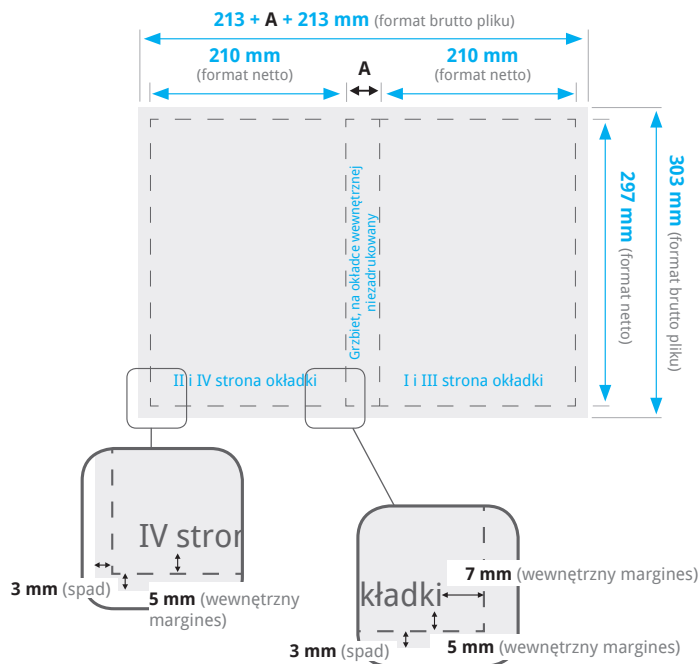 213 + A + 213 mm (format brutto pliku)
210 mm
(format netto)
A
210 mm
(format netto)
297 mm (format netto)
303 mm (format brutto pliku)
Grzbiet, na okładce wewnętrznej
niezadrukowany
II i IV strona okładki
I i III strona okładki
IV stron
3 mm (spad)
5 mm (wewnętrzny
margines)
kładki
7 mm (wewnętrzny margines)
3 mm (spad)
5 mm (wewnętrzny margines)